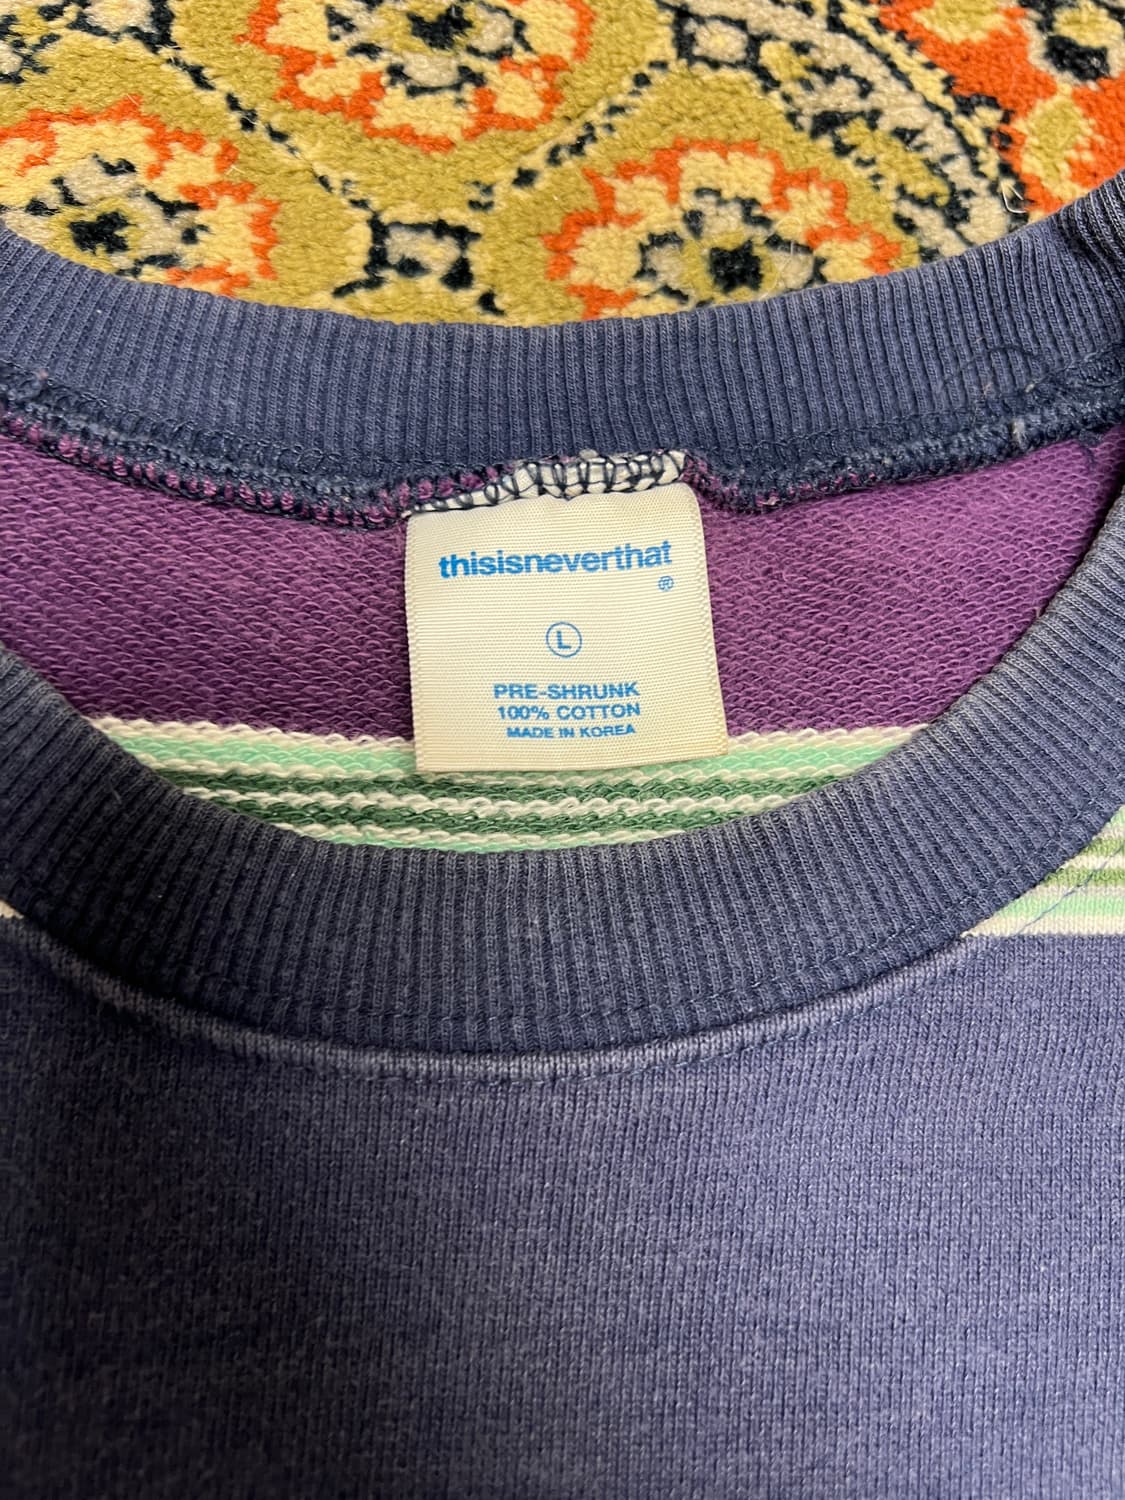 thisisneverthat
®
L
PRE-SHRUNK
100% COTTON
MADE IN KOREA